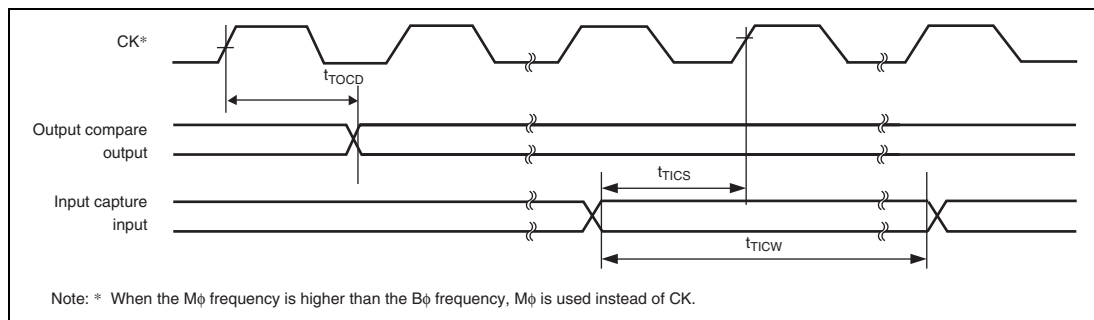 CK*
tTOCD
Output compare
output
tTICS
Input capture
input
tTICW
Note: * When the Mϕ frequency is higher than the Bϕ frequency, Mϕ is used instead of CK.